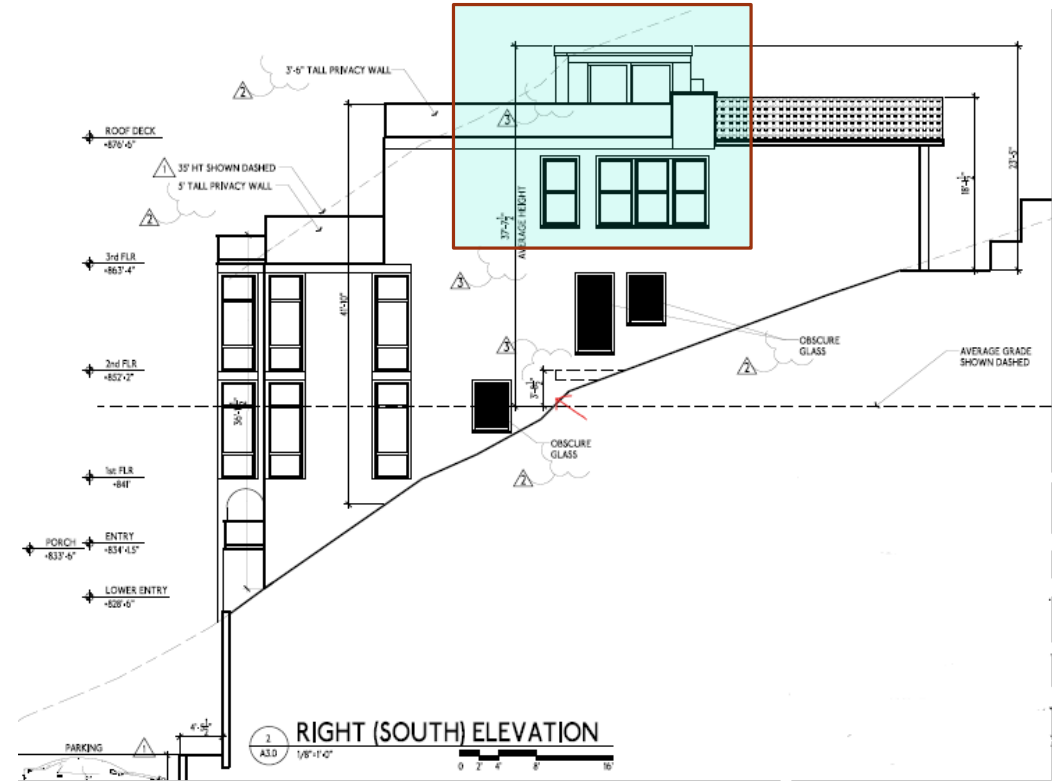 3'-6" TALL PRIVACY WALL
2
3
ROOF DECK
+876'-6"
1
35' HT SHOWN DASHED
5' TALL PRIVACY WALL
2
37'-7½"
AVERAGE HEIGHT
18'-4½"
23'-5"
3rd FLR
+863'-4"
3
41'-10"
2nd FLR
+852'-2"
3
3'-8½"
OBSCURE
GLASS
2
AVERAGE GRADE
SHOWN DASHED
OBSCURE
GLASS
2
1st FLR
+841'
PORCH
+833'-6"
ENTRY
+834'-1.5"
LOWER ENTRY
+828'-6"
PARKING
1
2
A3.0
RIGHT (SOUTH) ELEVATION
1/8"=1'-0"
0 2' 4' 8' 16'